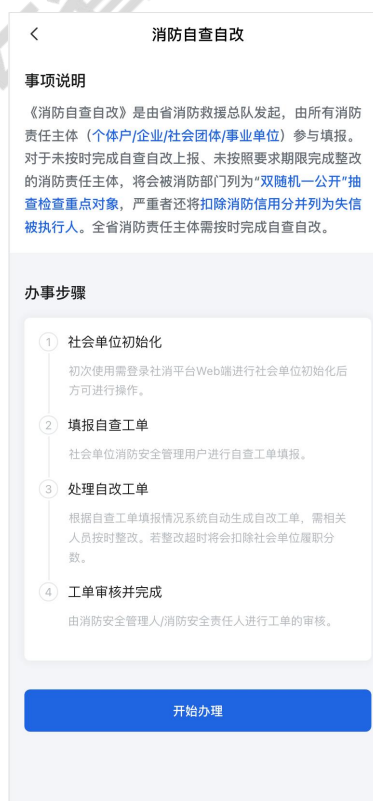 消防自查自改
事项说明
《消防自查自改》是由省消防救援总队发起，由所有消防
责任主体（个体户/企业/社会团体/事业单位）参与填报。
对于未按时完成自查自改上报、未按照要求期限完成整改
的消防责任主体，将会被消防部门列为“双随机一公开”抽
查检查重点对象，严重者还将扣除消防信用分并列为失信
被执行人。全省消防责任主体需按时完成自查自改。
办事步骤
1 社会单位初始化
初次使用需登录社消平台Web端进行社会单位初始化后
方可进行操作。
2 填报自查工单
社会单位消防安全管理用户进行自查工单填报。
3 处理自改工单
根据自查工单填报情况系统自动生成自改工单，需相关
人员按时整改。若整改超时将会扣除社会单位履职分
数。
4 工单审核并完成
由消防安全管理人/消防安全责任人进行工单的审核。
开始办理